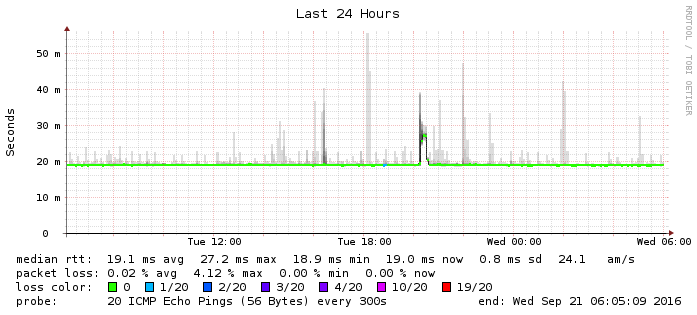 Last 24 Hours
RRDTOOL / TOBI OETIKER
Seconds
50 m
40 m
30 m
20 m
10 m
0
Tue 12:00 Tue 18:00 Wed 00:00 Wed 06:00
median rtt: 19.1 ms avg 27.2 ms max 18.9 ms min 19.0 ms now 0.8 ms sd 24.1 am/s
packet loss: 0.02 % avg 4.12 % max 0.00 % min 0.00 % now
loss color: 0 1/20 2/20 3/20 4/20 10/20 19/20
probe: 20 ICMP Echo Pings (56 Bytes) every 300s end: Wed Sep 21 06:05:09 2016